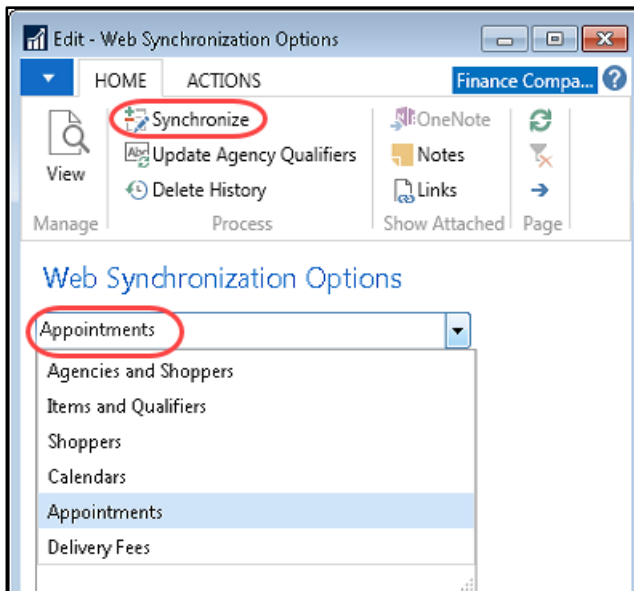 Edit - Web Synchronization Options
HOME ACTIONS Finance Compa...
View
Synchronize
Update Agency Qualifiers
Delete History
OneNote
Notes
Links
Manage Process Show Attached Page
Web Synchronization Options
Appointments
Agencies and Shoppers
Items and Qualifiers
Shoppers
Calendars
Appointments
Delivery Fees